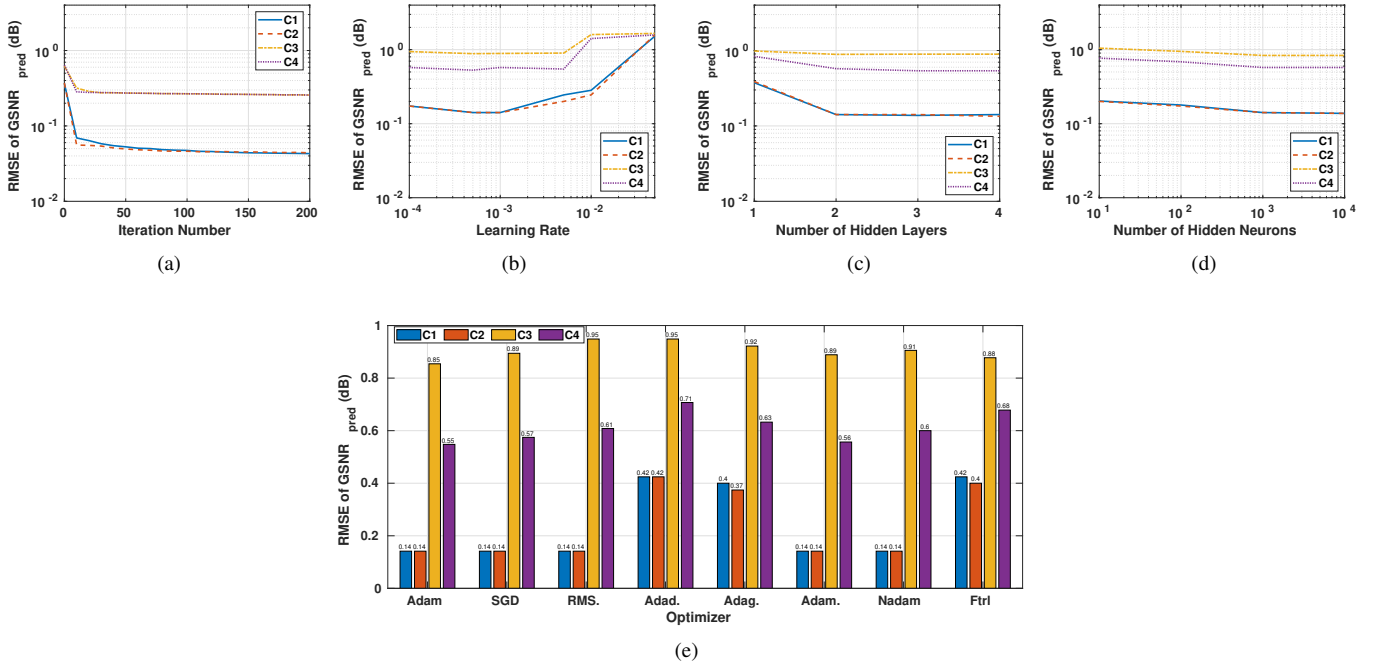 RMSE of GSNR pred (dB)
10^0
10^-1
10^-2
C1
C2
C3
C4
0 50 100 150 200
Iteration Number
(a)
RMSE of GSNR pred (dB)
10^0
10^-1
10^-2
C1
C2
C3
C4
10^-4 10^-3 10^-2
Learning Rate
(b)
RMSE of GSNR pred (dB)
10^0
10^-1
10^-2
C1
C2
C3
C4
1 2 3 4
Number of Hidden Layers
(c)
RMSE of GSNR pred (dB)
10^0
10^-1
10^-2
C1
C2
C3
C4
10^1 10^2 10^3 10^4
Number of Hidden Neurons
(d)
RMSE of GSNR pred (dB)
1
0.8
0.6
0.4
0.2
0
C1 C2 C3 C4
0.14 0.14 0.85 0.55
0.14 0.14 0.89 0.57
0.14 0.14 0.95 0.61
0.42 0.42 0.95 0.71
0.4 0.37 0.92 0.63
0.14 0.14 0.89 0.56
0.14 0.14 0.91 0.6
0.42 0.4 0.88 0.68
Adam SGD RMS. Adad. Adag. Adam. Nadam Ftrl
Optimizer
(e)